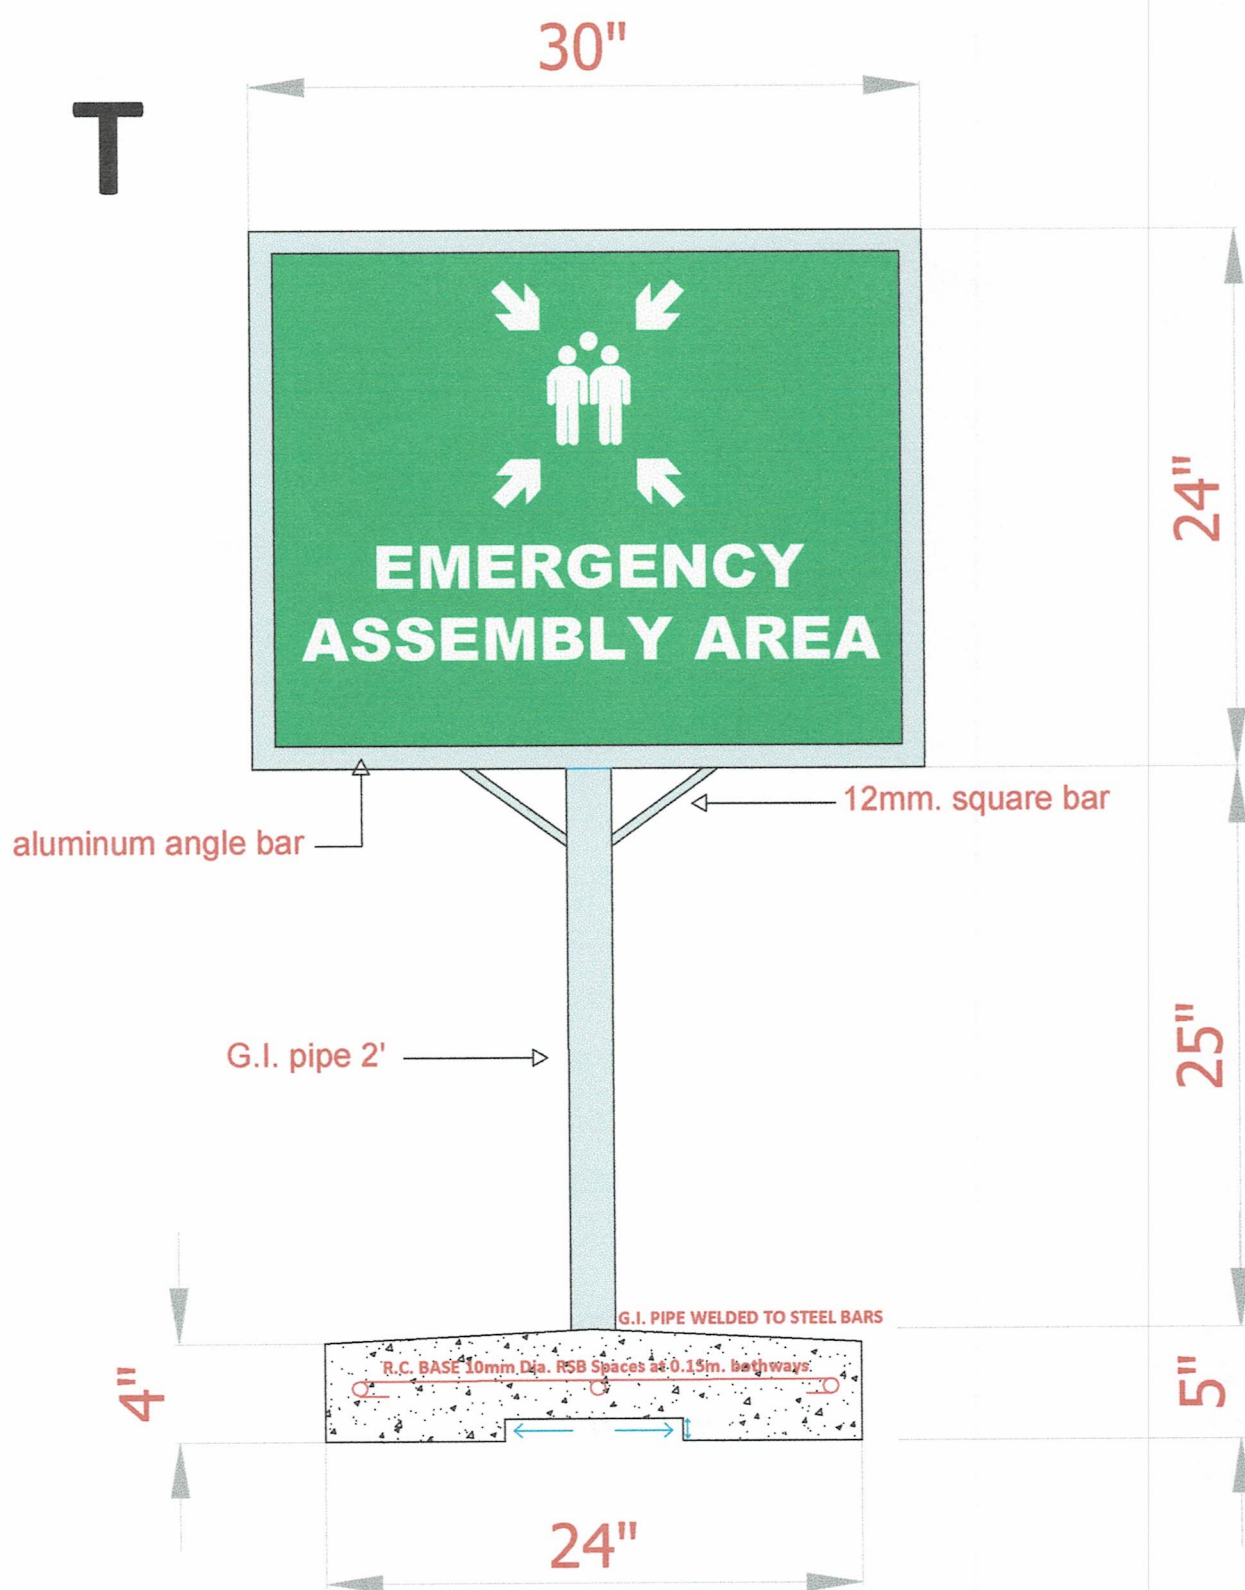 30"
T
EMERGENCY
ASSEMBLY AREA
24"
12mm. square bar
aluminum angle bar
25"
G.I. pipe 2'
G.I. PIPE WELDED TO STEEL BARS
R.C. BASE 10mm Dia. RSB Spaces at 0.15m. bothways
4"
5"
24"